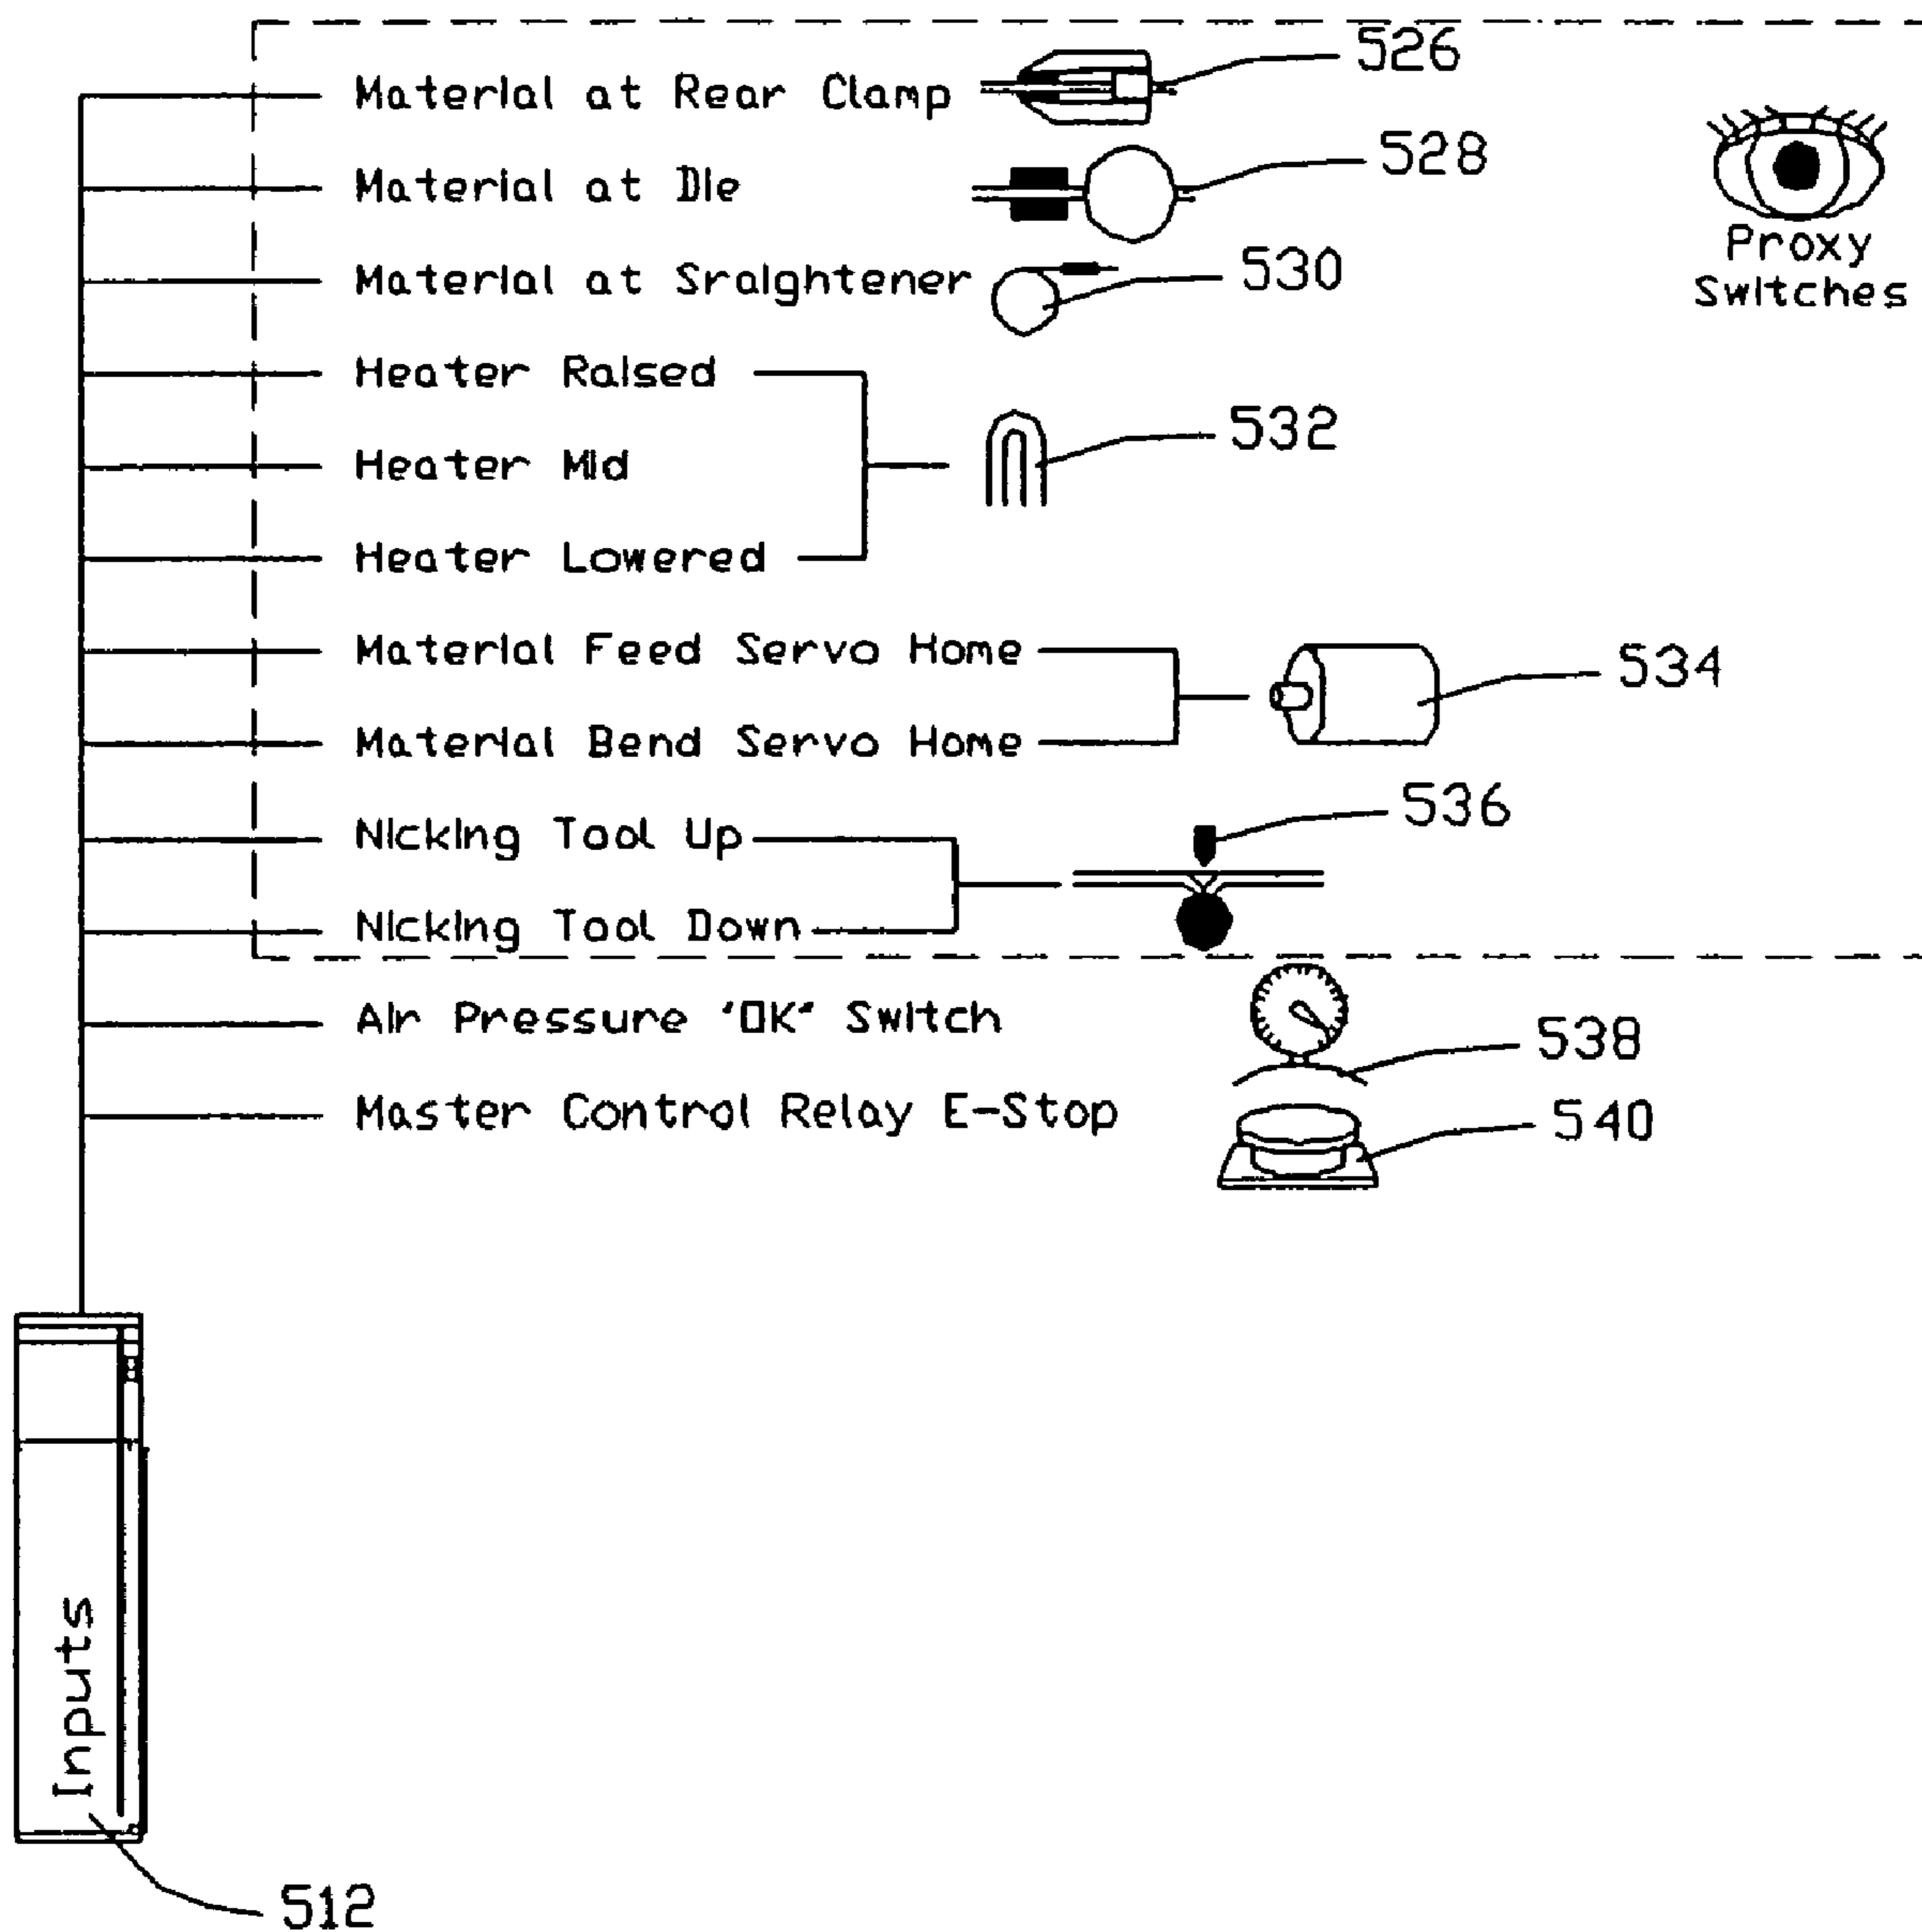 Material at Rear Clamp
526
Material at Die
528
Proxy
Switches
Material at Sraightener
530
Heater Raised
Heater Mid
532
Heater Lowered
Material Feed Servo Home
534
Material Bend Servo Home
Nicking Tool Up
536
Nicking Tool Down
Air Pressure "OK" Switch
538
Master Control Relay E-Stop
540
Inputs
512